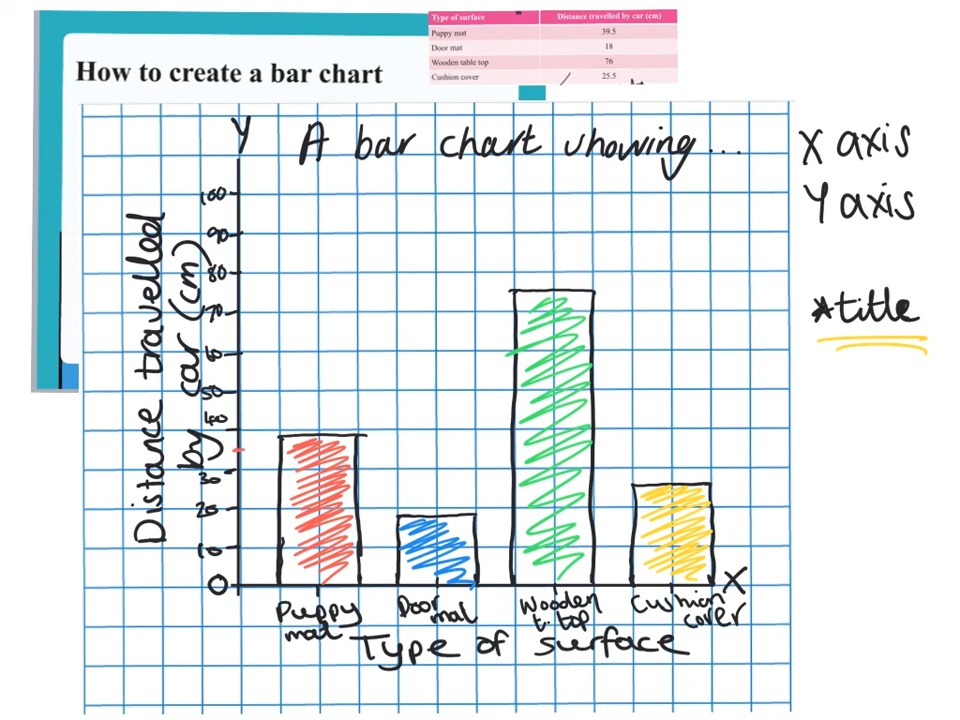 Type of surface Distance travelled by car (cm)
Puppy mat 39.5
Door mat 18
Wooden table top 76
Cushion cover 25.5
How to create a bar chart
Y
A bar chart showing...
X axis
Y axis
*title
Distance travelled
by car (cm)
100
90
80
70
60
50
40
30
20
10
0
X
Puppy
mat
Door
mat
Wooden
t. top
Cushion
cover
Type of surface